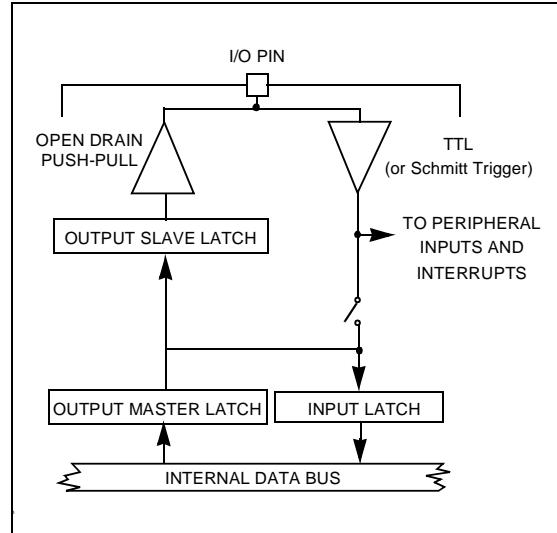 I/O PIN
OPEN DRAIN
PUSH-PULL
TTL
(or Schmitt Trigger)
TO PERIPHERAL
INPUTS AND
INTERRUPTS
OUTPUT SLAVE LATCH
OUTPUT MASTER LATCH
INPUT LATCH
INTERNAL DATA BUS